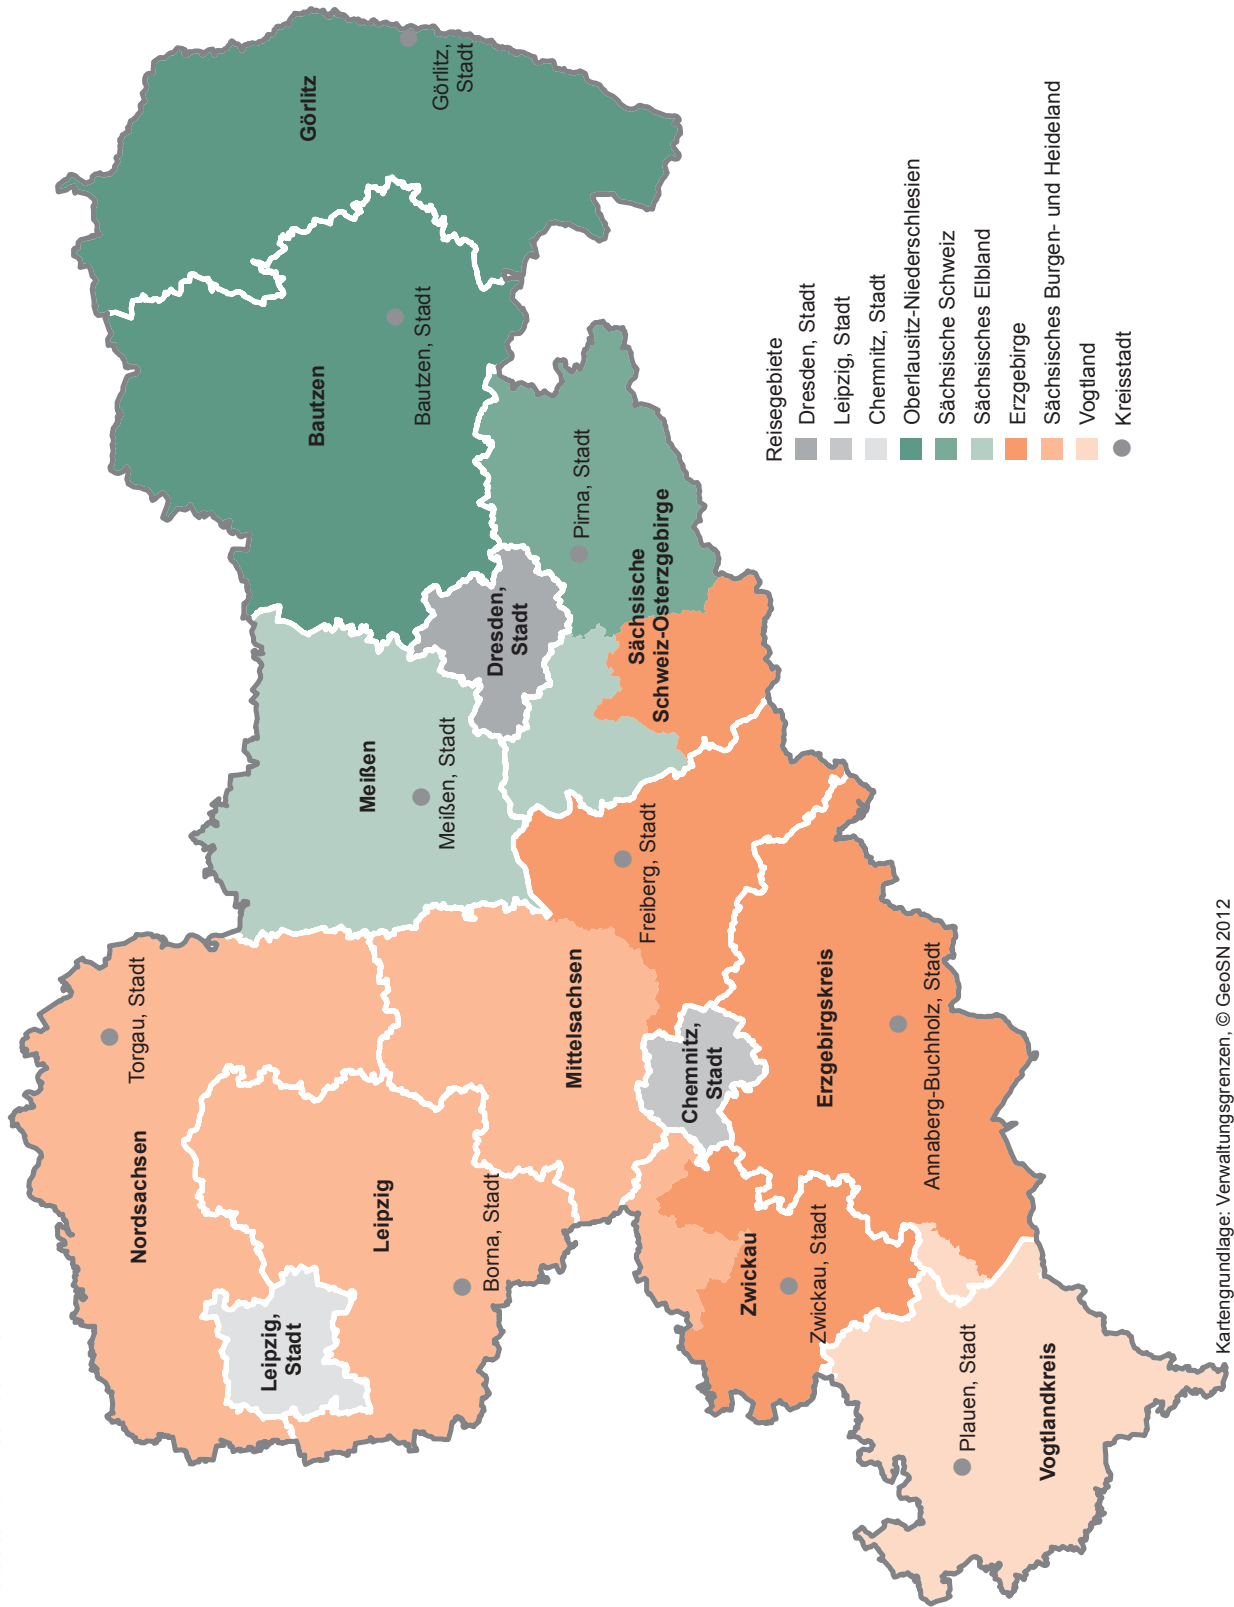 Nordsachsen
Torgau, Stadt
Leipzig,
Stadt
Leipzig
Borna, Stadt
Meißen
Meißen, Stadt
Bautzen
Bautzen, Stadt
Görlitz
Görlitz,
Stadt
Dresden,
Stadt
Pirna, Stadt
Sächsische
Schweiz-Osterzgebirge
Mittelsachsen
Freiberg, Stadt
Chemnitz,
Stadt
Zwickau
Zwickau, Stadt
Erzgebirgskreis
Annaberg-Buchholz, Stadt
Plauen, Stadt
Vogtlandkreis
Reisegebiete
Dresden, Stadt
Leipzig, Stadt
Chemnitz, Stadt
Oberlausitz-Niederschlesien
Sächsische Schweiz
Sächsisches Elbland
Erzgebirge
Sächsisches Burgen- und Heideland
Vogtland
Kreisstadt
Kartengrundlage: Verwaltungsgrenzen, © GeoSN 2012